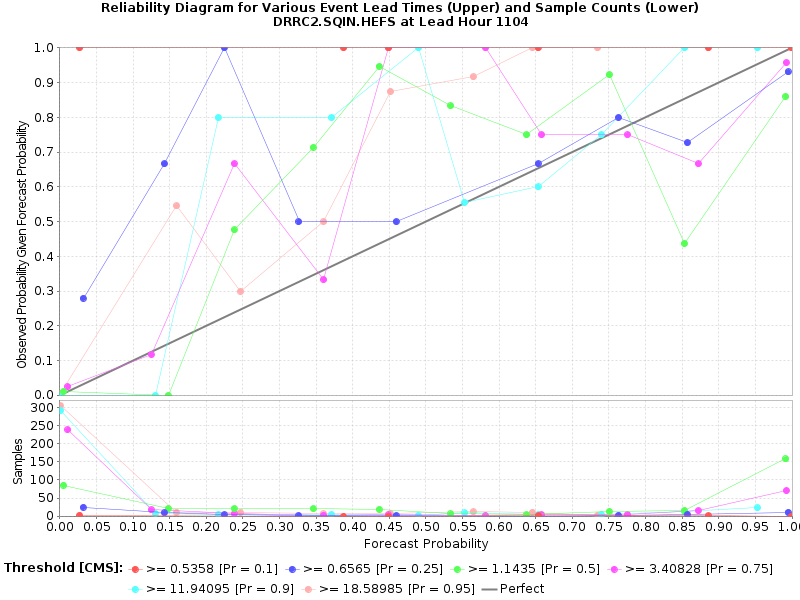 Reliability Diagram for Various Event Lead Times (Upper) and Sample Counts (Lower)
DRRC2.SQIN.HEFS at Lead Hour 1104
Observed Probability Given Forecast Probability
1.0
0.9
0.8
0.7
0.6
0.5
0.4
0.3
0.2
0.1
0.0
Samples
300
250
200
150
100
50
0
0.00 0.05 0.10 0.15 0.20 0.25 0.30 0.35 0.40 0.45 0.50 0.55 0.60 0.65 0.70 0.75 0.80 0.85 0.90 0.95 1.0
Forecast Probability
Threshold [CMS]: >= 0.5358 [Pr = 0.1] >= 0.6565 [Pr = 0.25] >= 1.1435 [Pr = 0.5] >= 3.40828 [Pr = 0.75]
>= 11.94095 [Pr = 0.9] >= 18.58985 [Pr = 0.95] Perfect